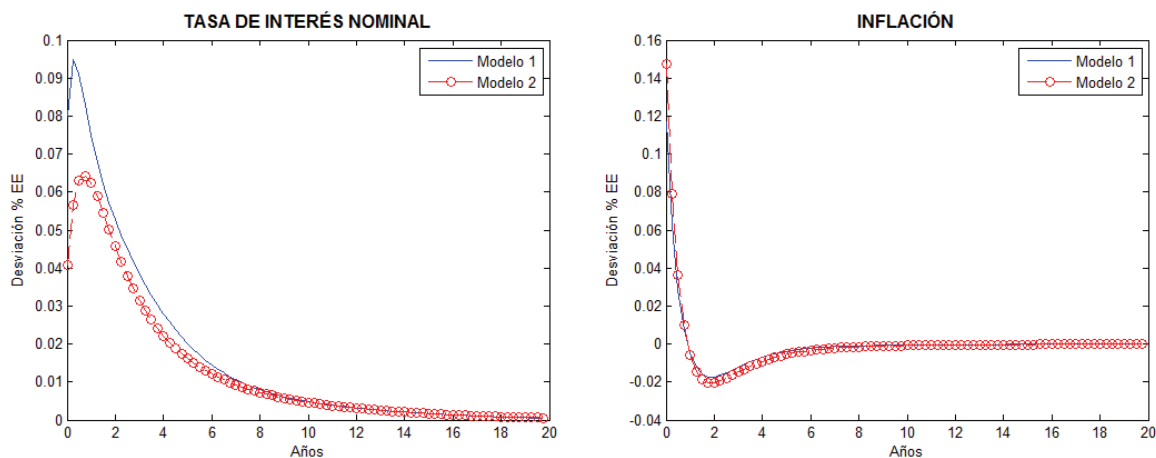 TASA DE INTERÉS NOMINAL
0.1
0.09
0.08
0.07
0.06
0.05
0.04
0.03
0.02
0.01
0
Desviación % EE
Modelo 1
Modelo 2
0 2 4 6 8 10 12 14 16 18 20
Años
INFLACIÓN
0.16
0.14
0.12
0.1
0.08
0.06
0.04
0.02
0
-0.02
-0.04
Desviación % EE
Modelo 1
Modelo 2
0 2 4 6 8 10 12 14 16 18 20
Años